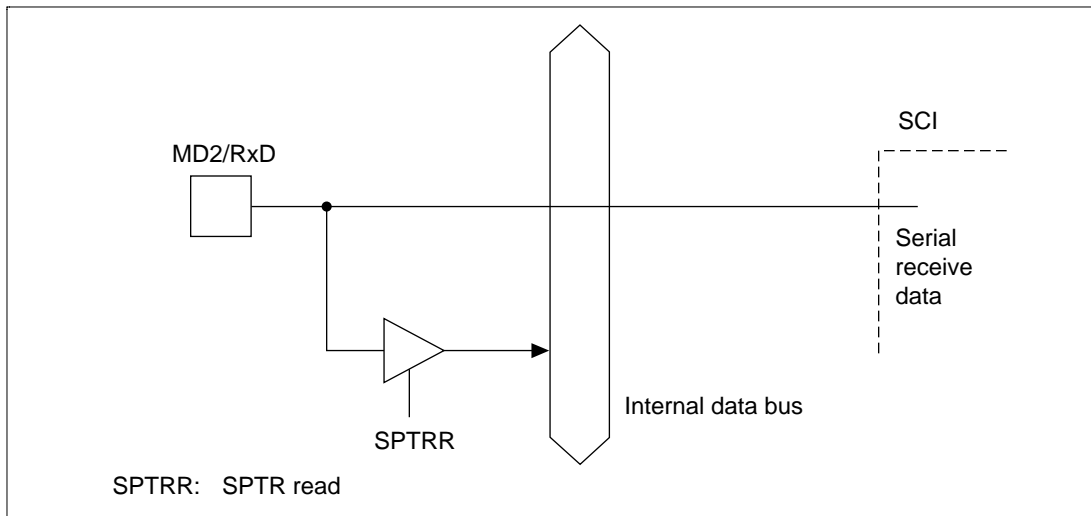 SCI
MD2/RxD
Serial
receive
data
Internal data bus
SPTRR
SPTRR: SPTR read